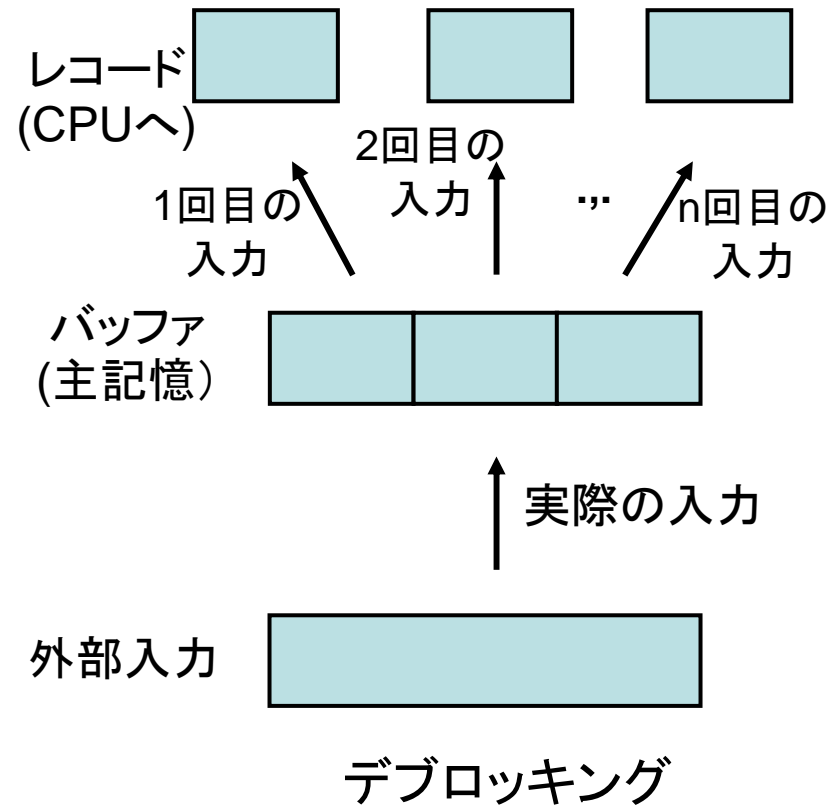 レコード
(CPUへ)
1回目の
入力
2回目の
入力
...
n回目の
入力
バッファ
(主記憶）
実際の入力
外部入力
デブロッキング